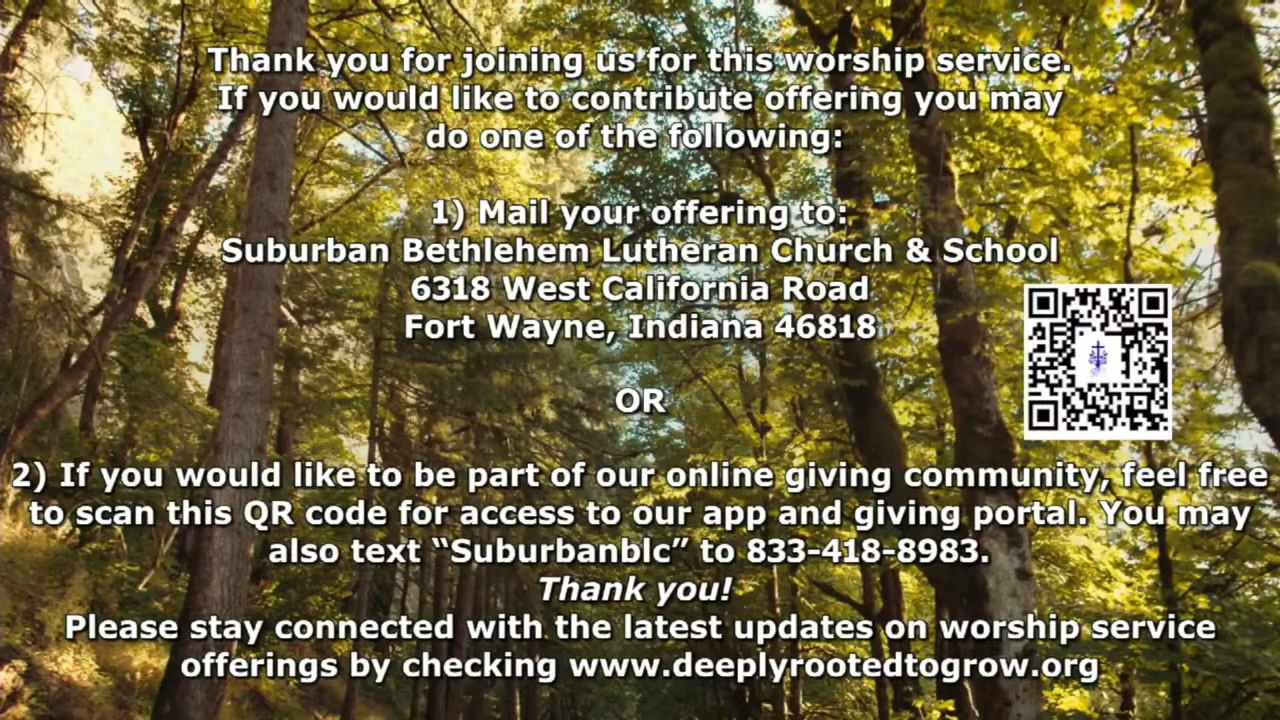 Thank you for joining us for this worship service.
If you would like to contribute offering you may
do one of the following:
1) Mail your offering to:
Suburban Bethlehem Lutheran Church & School
6318 West California Road
Fort Wayne, Indiana 46818
OR
2) If you would like to be part of our online giving community, feel free
to scan this QR code for access to our app and giving portal. You may
also text “Suburbanblc” to 833-418-8983.
Thank you!
Please stay connected with the latest updates on worship service
offerings by checking www.deeplyrootedtogrow.org